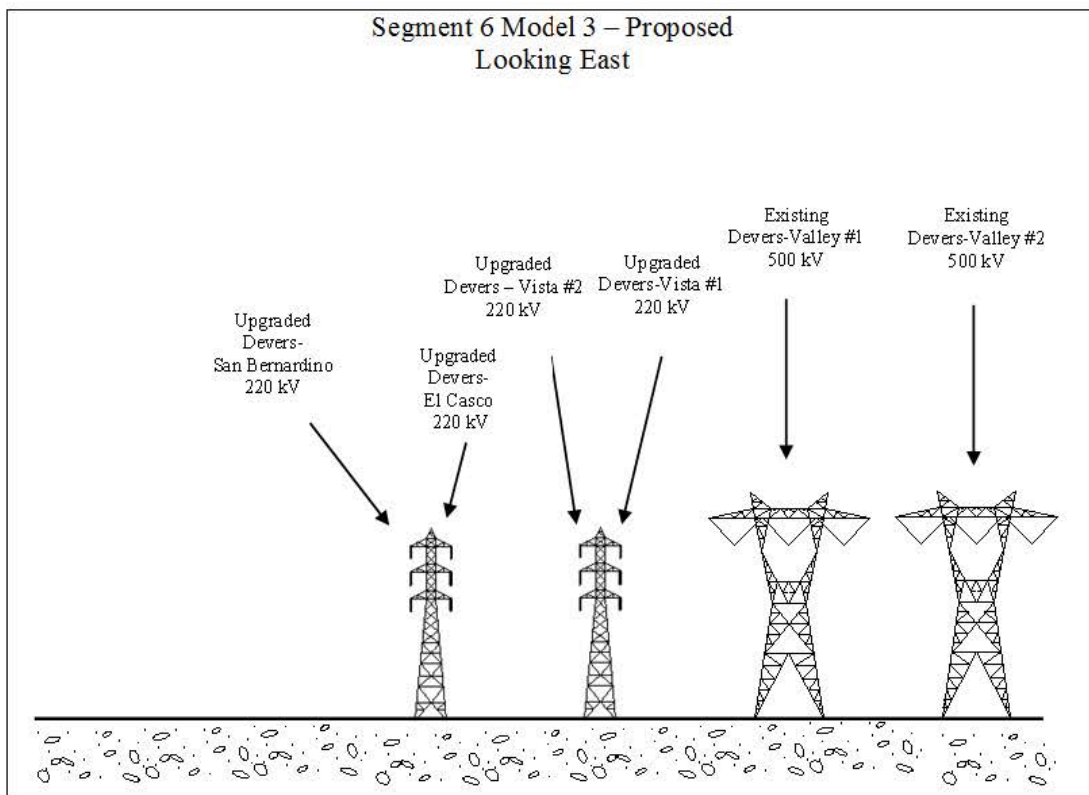 Segment 6 Model 3 – Proposed
Looking East
Existing
Devers-Valley #1
500 kV
Existing
Devers-Valley #2
500 kV
Upgraded
Devers – Vista #2
220 kV
Upgraded
Devers-Vista #1
220 kV
Upgraded
Devers-
San Bernardino
220 kV
Upgraded
Devers-
El Casco
220 kV